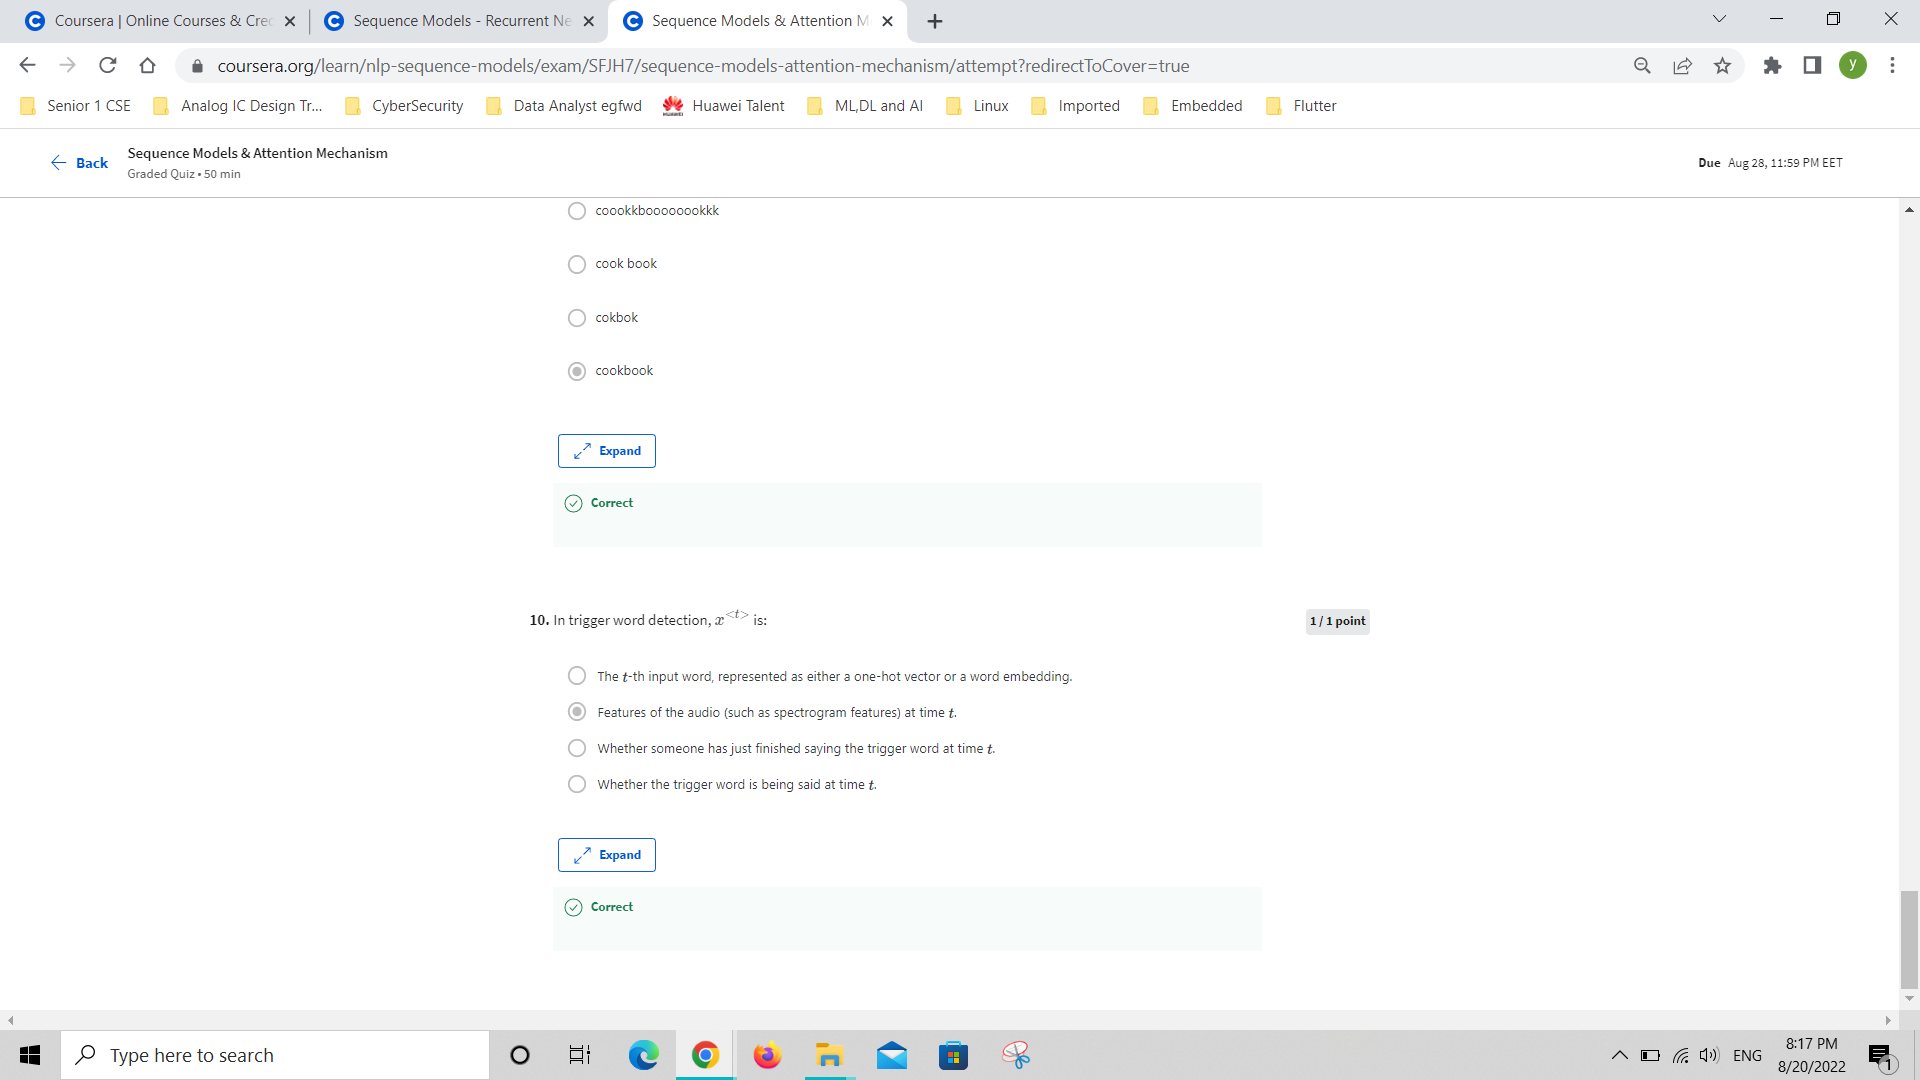 Coursera | Online Courses & Crec
Sequence Models - Recurrent Ne
Sequence Models & Attention M
coursera.org/learn/nlp-sequence-models/exam/SFJH7/sequence-models-attention-mechanism/attempt?redirectToCover=true
y
Senior 1 CSE
Analog IC Design Tr...
CyberSecurity
Data Analyst egfwd
HUAWEI
Huawei Talent
ML,DL and AI
Linux
Imported
Embedded
Flutter
Back
Sequence Models & Attention Mechanism
Graded Quiz • 50 min
Due Aug 28, 11:59 PM EET
coookkboooooookkk
cook book
cokbok
cookbook
Expand
Correct
10. In trigger word detection, x^<t> is:
1 / 1 point
The t-th input word, represented as either a one-hot vector or a word embedding.
Features of the audio (such as spectrogram features) at time t.
Whether someone has just finished saying the trigger word at time t.
Whether the trigger word is being said at time t.
Expand
Correct
Type here to search
ENG
8:17 PM
8/20/2022
1